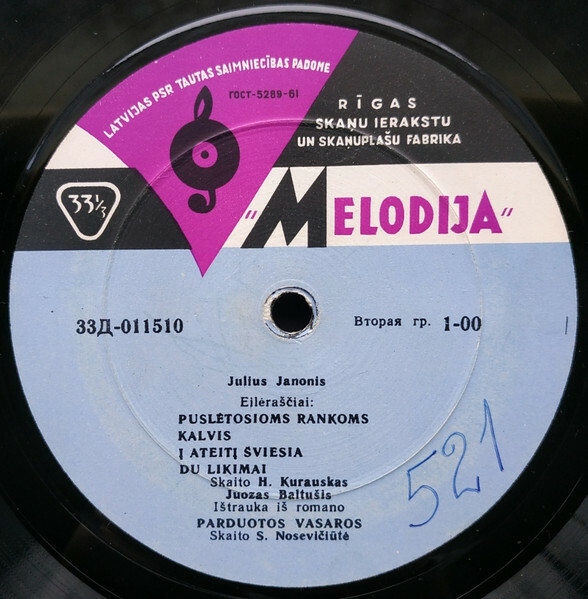 LATVIJAS PSR TAUTAS SAIMNIECĪBAS PADOME
ГОСТ-5289-61
RĪGAS
SKAŅU IERAKSTU
UN SKAŅUPLAŠU FABRIKA
33⅓
"MELODIJA"
33Д-011510
Вторая гр. 1-00
Julius Janonis
Eilėraščiai:
PUSLĖTOSIOMS RANKOMS
KALVIS
Į ATEITĮ ŠVIESIA
DU LIKIMAI
Skaito H. Kurauskas
Juozas Baltušis
Ištrauka iš romano
PARDUOTOS VASAROS
Skaito S. Nosevičiūtė
521